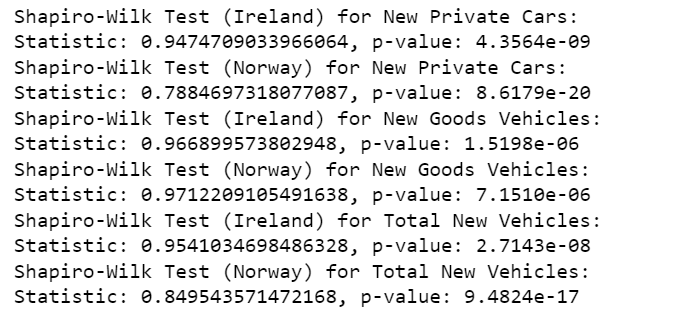 Shapiro-Wilk Test (Ireland) for New Private Cars:
Statistic: 0.9474709033966064, p-value: 4.3564e-09
Shapiro-Wilk Test (Norway) for New Private Cars:
Statistic: 0.7884697318077087, p-value: 8.6179e-20
Shapiro-Wilk Test (Ireland) for New Goods Vehicles:
Statistic: 0.966899573802948, p-value: 1.5198e-06
Shapiro-Wilk Test (Norway) for New Goods Vehicles:
Statistic: 0.9712209105491638, p-value: 7.1510e-06
Shapiro-Wilk Test (Ireland) for Total New Vehicles:
Statistic: 0.9541034698486328, p-value: 2.7143e-08
Shapiro-Wilk Test (Norway) for Total New Vehicles:
Statistic: 0.849543571472168, p-value: 9.4824e-17